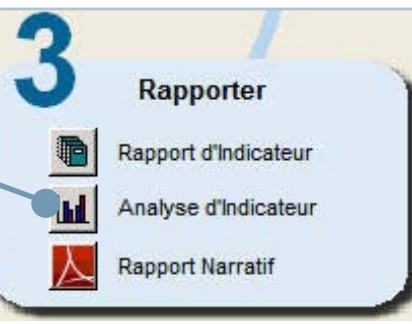 3
Rapporter
Rapport d'Indicateur
Analyse d'Indicateur
Rapport Narratif